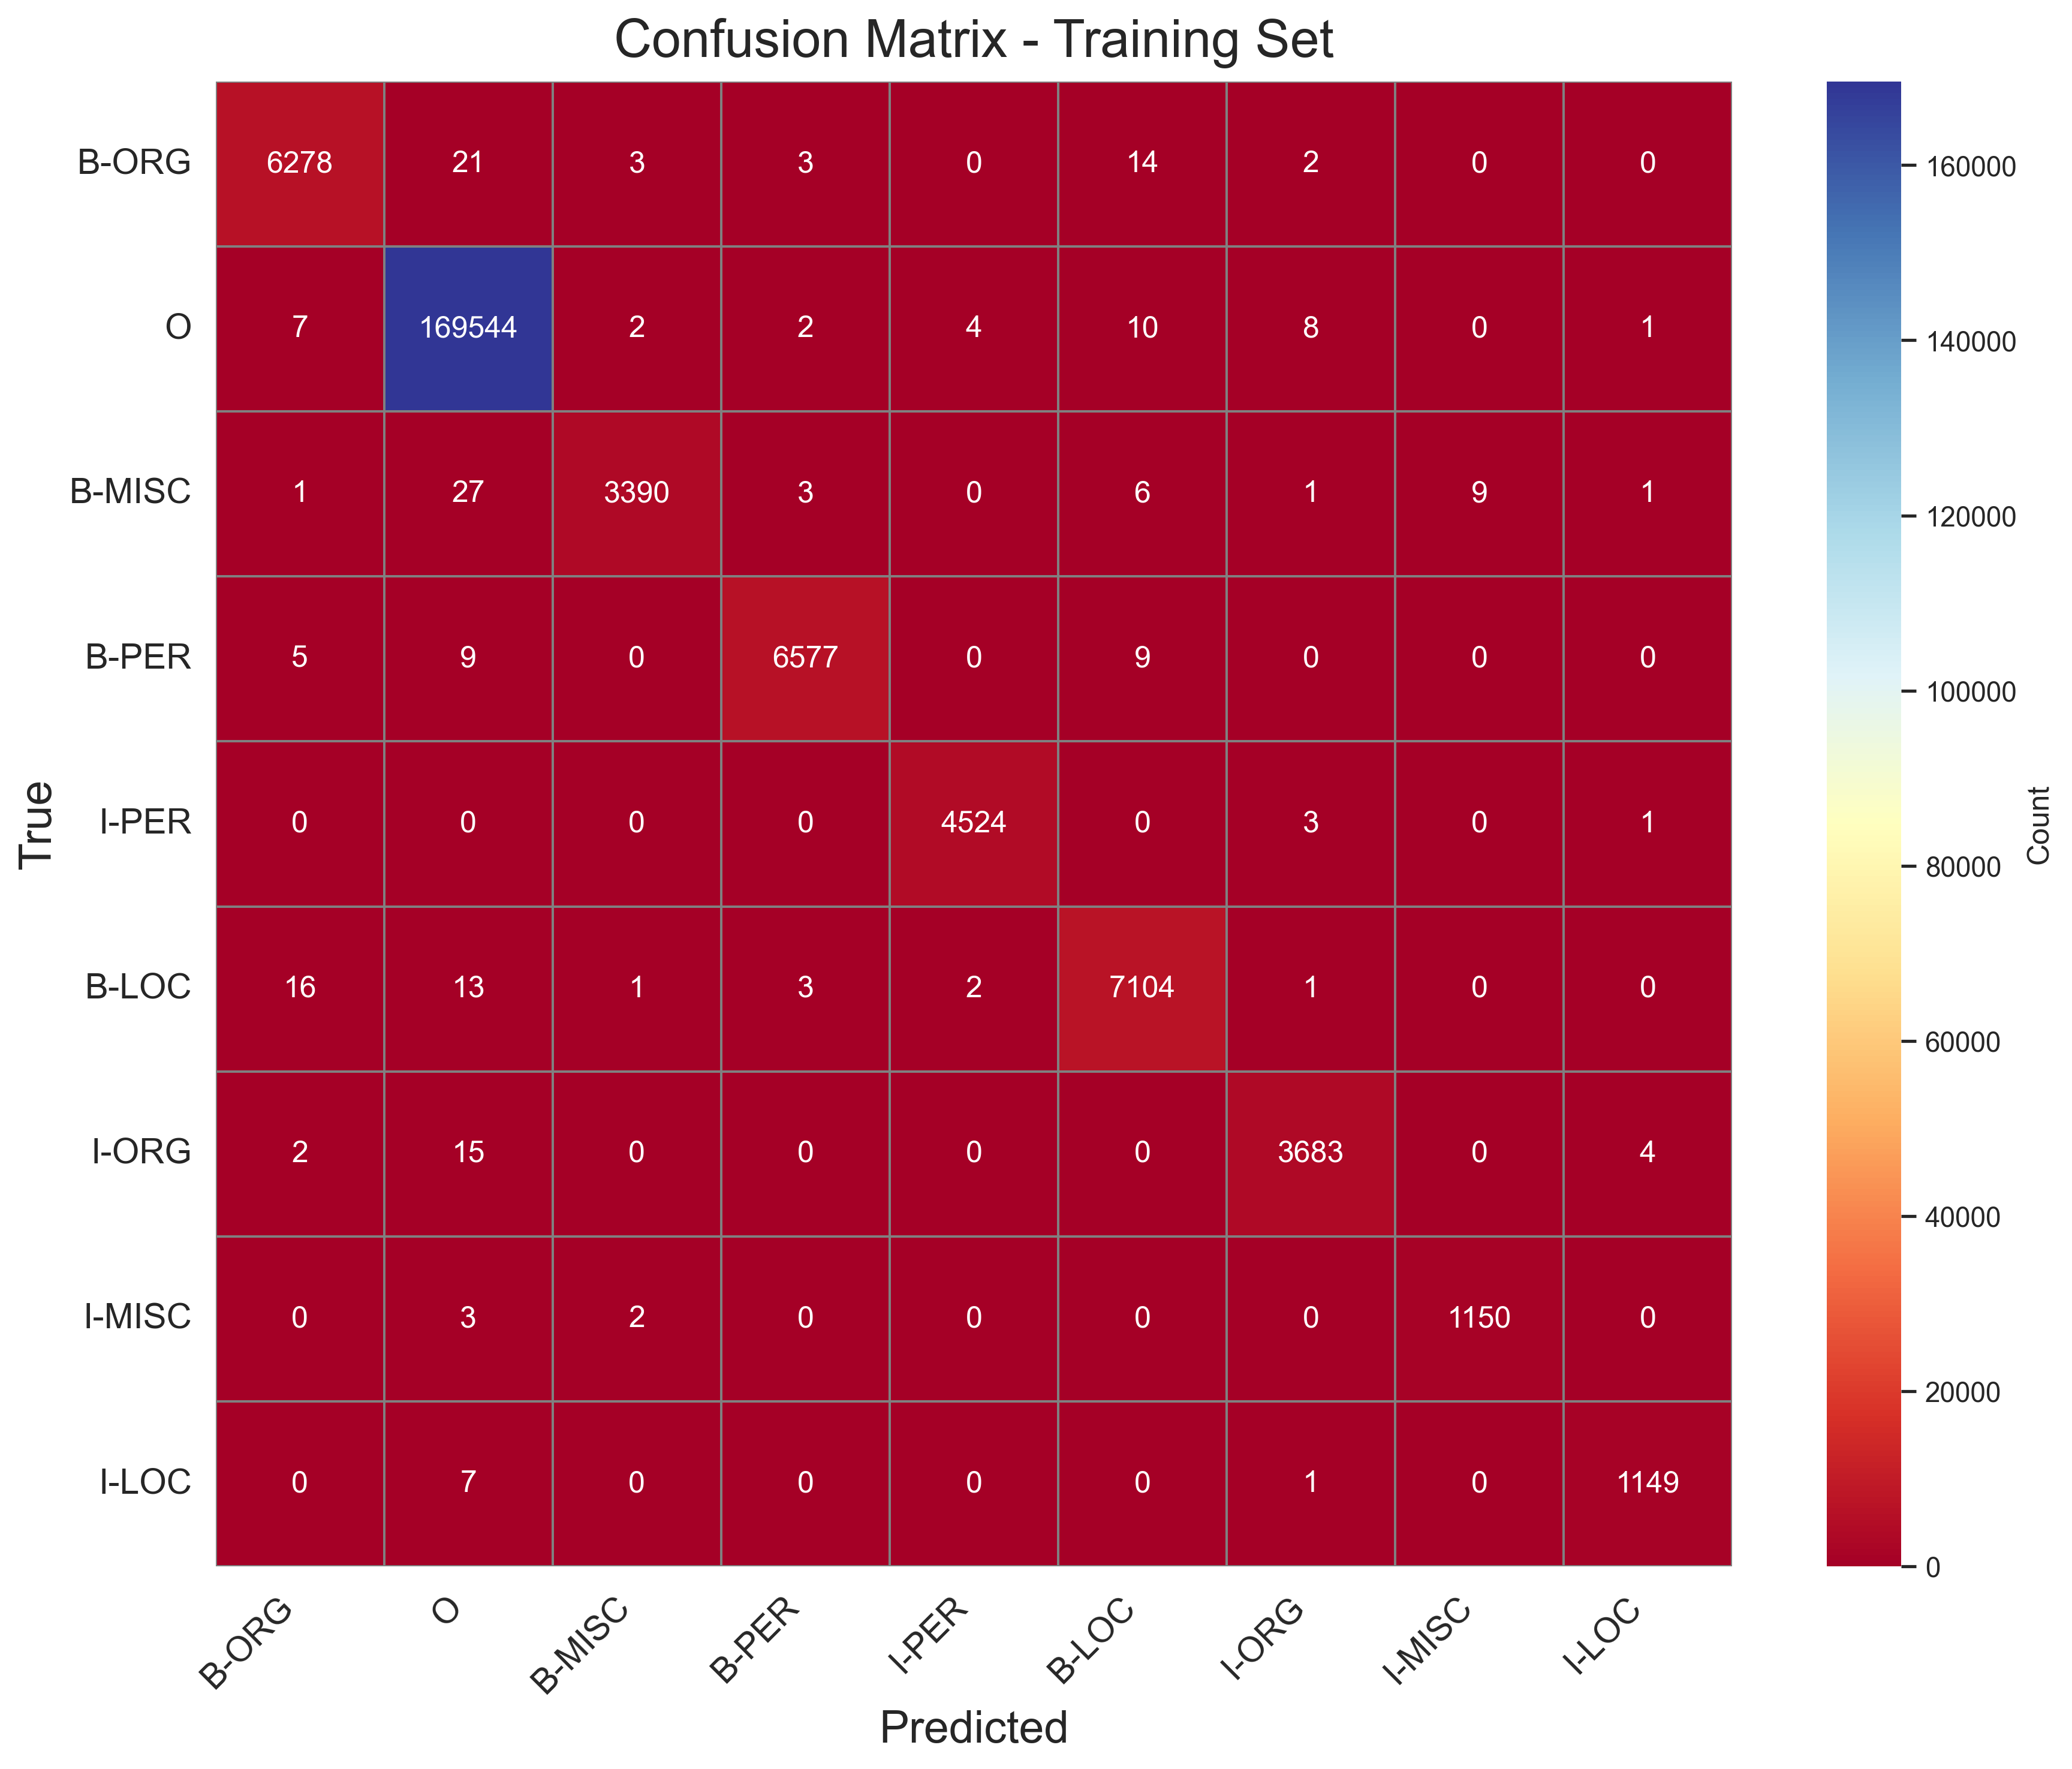 Confusion Matrix - Training Set
B-ORG 6278 21 3 3 0 14 2 0 0
O 7 169544 2 2 4 10 8 0 1
B-MISC 1 27 3390 3 0 6 1 9 1
B-PER 5 9 0 6577 0 9 0 0 0
I-PER 0 0 0 0 4524 0 3 0 1
B-LOC 16 13 1 3 2 7104 1 0 0
I-ORG 2 15 0 0 0 0 3683 0 4
I-MISC 0 3 2 0 0 0 0 1150 0
I-LOC 0 7 0 0 0 0 1 0 1149
B-ORG O B-MISC B-PER I-PER B-LOC I-ORG I-MISC I-LOC
Predicted
True
160000
140000
120000
100000
80000
60000
40000
20000
0
Count